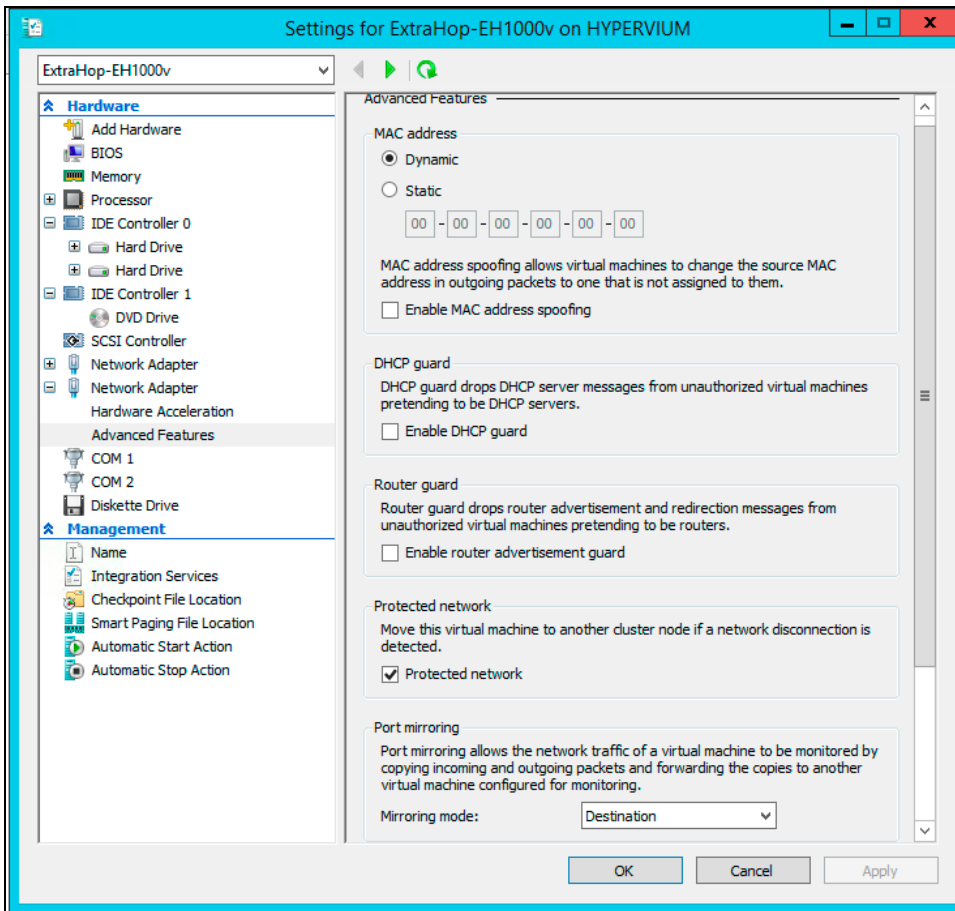 Settings for ExtraHop-EH1000v on HYPERVIUM
ExtraHop-EH1000v
Hardware
Add Hardware
BIOS
Memory
Processor
IDE Controller 0
Hard Drive
Hard Drive
IDE Controller 1
DVD Drive
SCSI Controller
Network Adapter
Network Adapter
Hardware Acceleration
Advanced Features
COM 1
COM 2
Diskette Drive
Management
Name
Integration Services
Checkpoint File Location
Smart Paging File Location
Automatic Start Action
Automatic Stop Action
Advanced Features
MAC address
Dynamic
Static
00 - 00 - 00 - 00 - 00 - 00
MAC address spoofing allows virtual machines to change the source MAC
address in outgoing packets to one that is not assigned to them.
Enable MAC address spoofing
DHCP guard
DHCP guard drops DHCP server messages from unauthorized virtual machines
pretending to be DHCP servers.
Enable DHCP guard
Router guard
Router guard drops router advertisement and redirection messages from
unauthorized virtual machines pretending to be routers.
Enable router advertisement guard
Protected network
Move this virtual machine to another cluster node if a network disconnection is
detected.
Protected network
Port mirroring
Port mirroring allows the network traffic of a virtual machine to be monitored by
copying incoming and outgoing packets and forwarding the copies to another
virtual machine configured for monitoring.
Mirroring mode: Destination
OK Cancel Apply